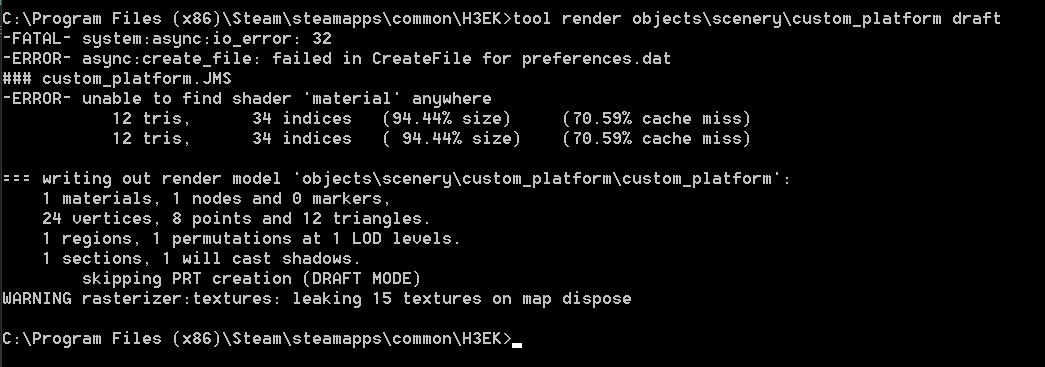 C:\Program Files (x86)\Steam\steamapps\common\H3EK>tool render objects\scenery\custom_platform draft
-FATAL- system:async:io_error: 32
-ERROR- async:create_file: failed in CreateFile for preferences.dat
### custom_platform.JMS
-ERROR- unable to find shader 'material' anywhere
12 tris, 34 indices (94.44% size) (70.59% cache miss)
12 tris, 34 indices ( 94.44% size) (70.59% cache miss)
=== writing out render model 'objects\scenery\custom_platform\custom_platform':
1 materials, 1 nodes and 0 markers,
24 vertices, 8 points and 12 triangles.
1 regions, 1 permutations at 1 LOD levels.
1 sections, 1 will cast shadows.
skipping PRT creation (DRAFT MODE)
WARNING rasterizer:textures: leaking 15 textures on map dispose
C:\Program Files (x86)\Steam\steamapps\common\H3EK>